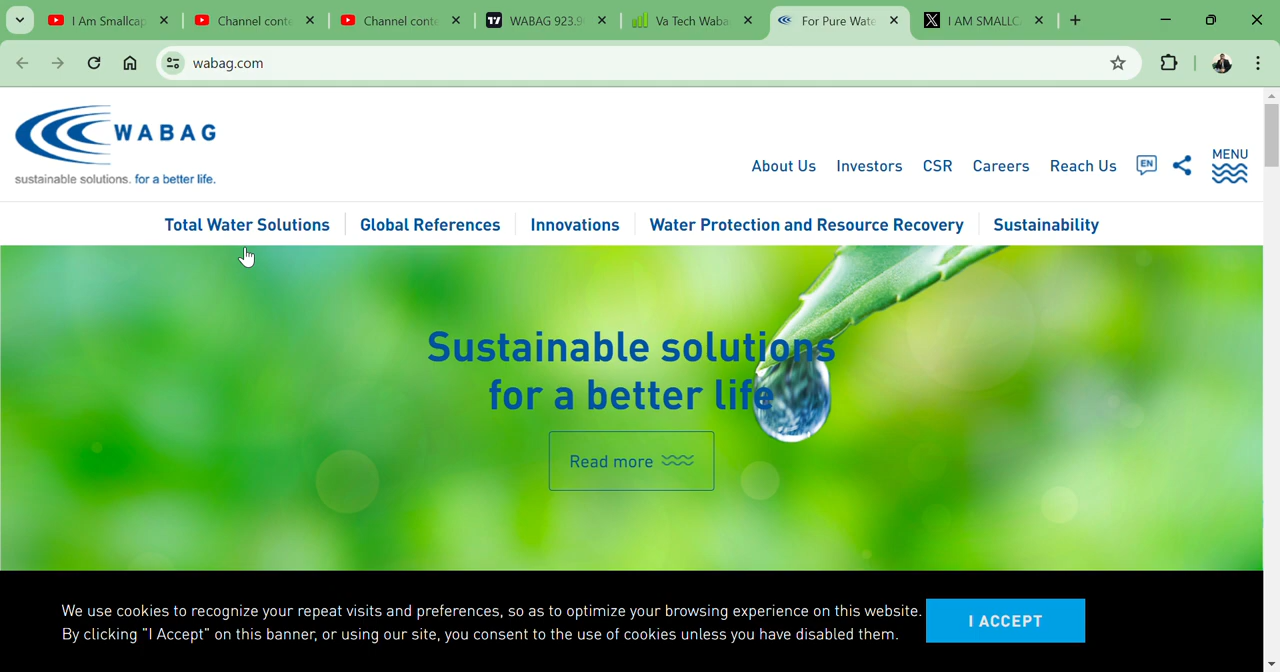 I Am Smallcap
Channel conte
Channel conte
WABAG 923.9
Va Tech Waba
For Pure Wate
I AM SMALLC
wabag.com
WABAG
sustainable solutions. for a better life.
About Us
Investors
CSR
Careers
Reach Us
EN
MENU
Total Water Solutions
Global References
Innovations
Water Protection and Resource Recovery
Sustainability
Sustainable solutions
for a better life
Read more
We use cookies to recognize your repeat visits and preferences, so as to optimize your browsing experience on this website.
By clicking "I Accept" on this banner, or using our site, you consent to the use of cookies unless you have disabled them.
I ACCEPT